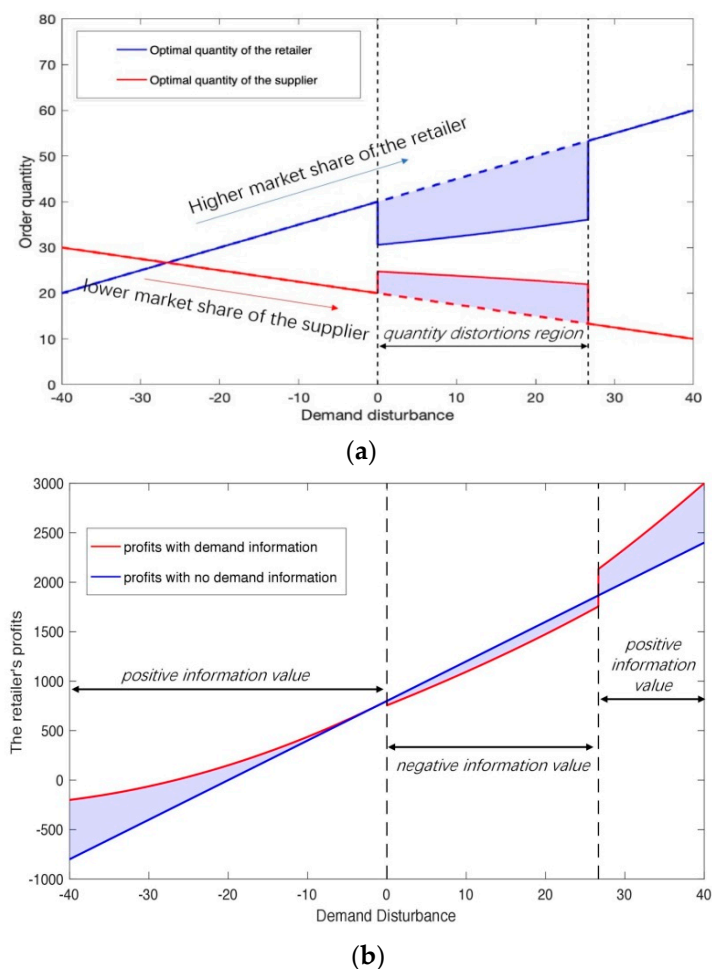 80
70
60
50
40
30
20
10
0
Order quantity
Optimal quantity of the retailer
Optimal quantity of the supplier
Higher market share of the retailer
lower market share of the supplier
quantity distortions region
-40 -30 -20 -10 0 10 20 30 40
Demand disturbance
(a)
3000
2500
2000
1500
1000
500
0
-500
-1000
The retailer's profits
profits with demand information
profits with no demand information
positive information value
negative information value
positive
information
value
-40 -30 -20 -10 0 10 20 30 40
Demand Disturbance
(b)